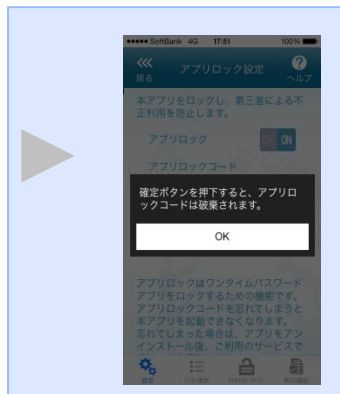 SoftBank 4G 17:51 100%
戻る
アプリロック設定
?
ヘルプ
本アプリをロックし、第三者による不
正利用を防止します。
アプリロック
ON
アプリロックコード
確定ボタンを押下すると、アプリロ
ックコードは破棄されます。
OK
アプリロックはワンタイムパスワード
アプリをロックするための機能です。
アプリロックコードを忘れてしまうと
本アプリを起動できなくなります。
忘れてしまった場合は、アプリをアン
インストール後、ご利用のサービスで
設定